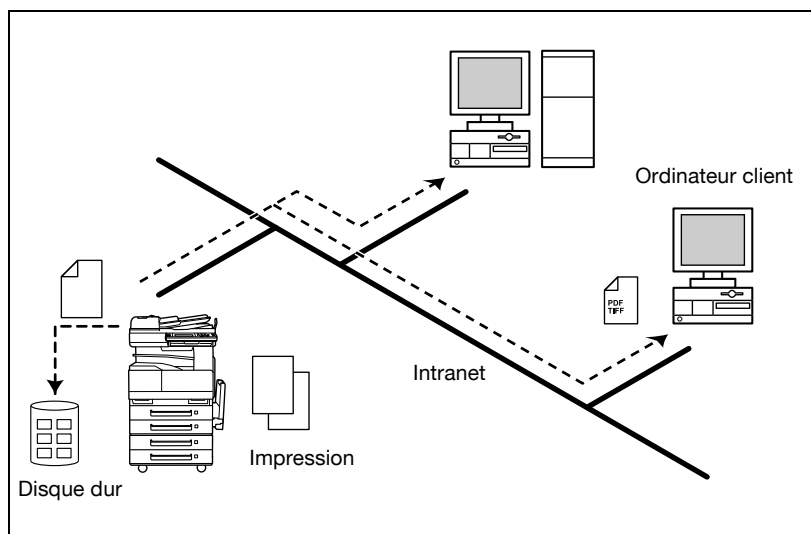 Ordinateur client
PDF
TIFF
Intranet
Impression
Disque dur